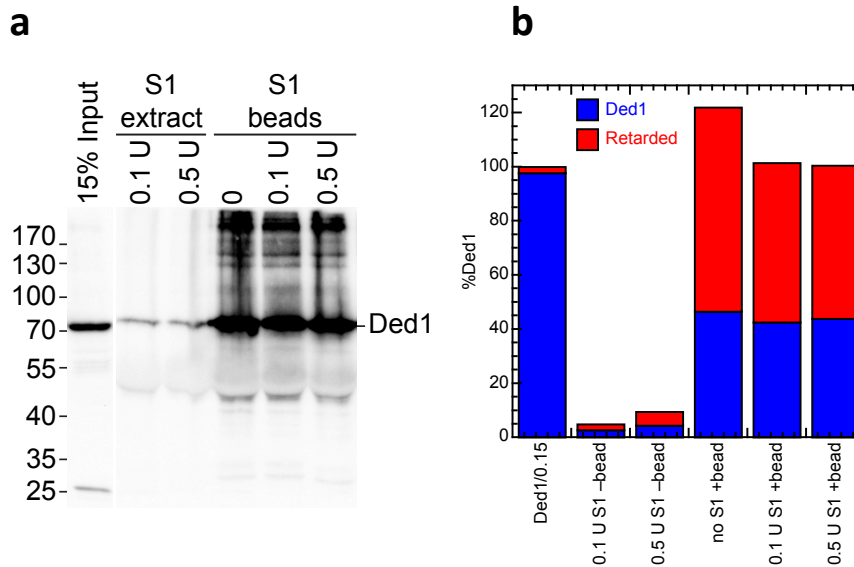 a
S1
extract
S1
beads
15% Input
0.1 U
0.5 U
0
0.1 U
0.5 U
170
130
100
70
55
40
35
25
Ded1
b
Ded1
Retarded
%Ded1
120
100
80
60
40
20
0
Ded1/0.15
0.1 U S1 –bead
0.5 U S1 –bead
no S1 +bead
0.1 U S1 +bead
0.5 U S1 +bead